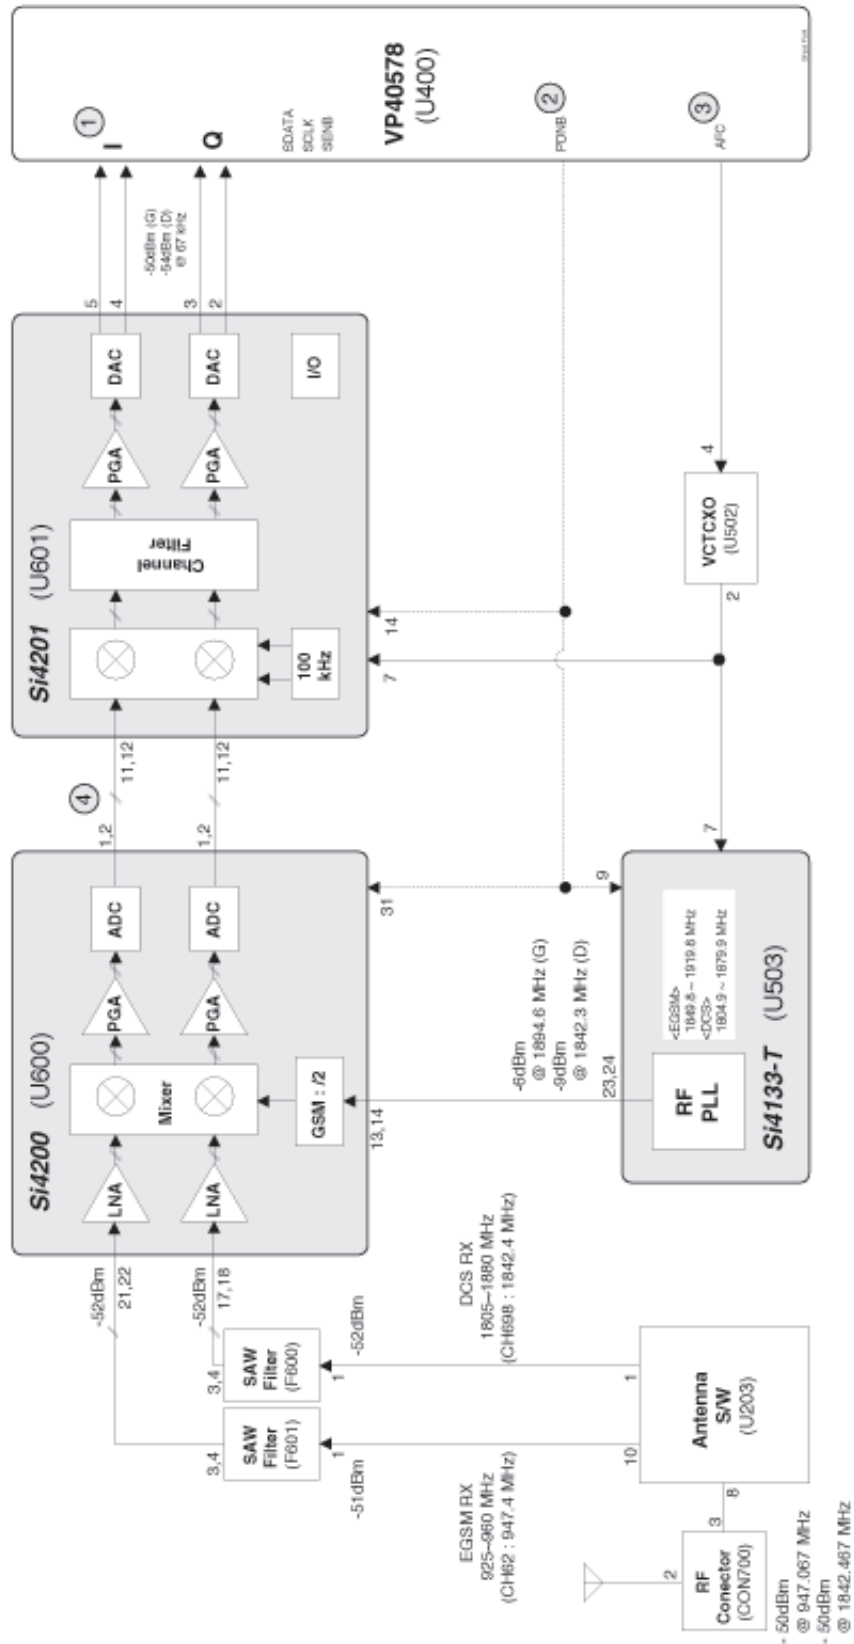 RF
Conector
(CON700)
2
3
8
- 50dBm
@ 947.067 MHz
- 50dBm
@ 1842.467 MHz
Antenna
S/W
(U203)
10
1
EGSM RX
925~960 MHz
(CH62 : 947.4 MHz)
DCS RX
1805~1880 MHz
(CH698 : 1842.4 MHz)
-51dBm
-52dBm
1
1
SAW
Filter
(F601)
SAW
Filter
(F600)
3,4
3,4
-52dBm
21,22
-52dBm
17,18
Si4200 (U600)
LNA
LNA
Mixer
GSM : /2
PGA
PGA
ADC
ADC
13,14
31
1,2
1,2
4
11,12
11,12
-6dBm
@ 1894.6 MHz (G)
-9dBm
@ 1842.3 MHz (D)
23,24
9
7
RF
PLL
<EGSM>
1849.8 ~ 1919.8 MHz
<DCS>
1804.9 ~ 1879.9 MHz
Si4133-T (U503)
Si4201 (U601)
100
kHz
Channel
Filter
PGA
PGA
DAC
DAC
I/O
7
14
5
4
3
2
-50dBm (G)
-54dBm (D)
@ 67 kHz
2
VCTCXO
(U502)
4
1
I
Q
SDATA
SCLK
SENB
VP40578
(U400)
2
PDNB
3
AFC